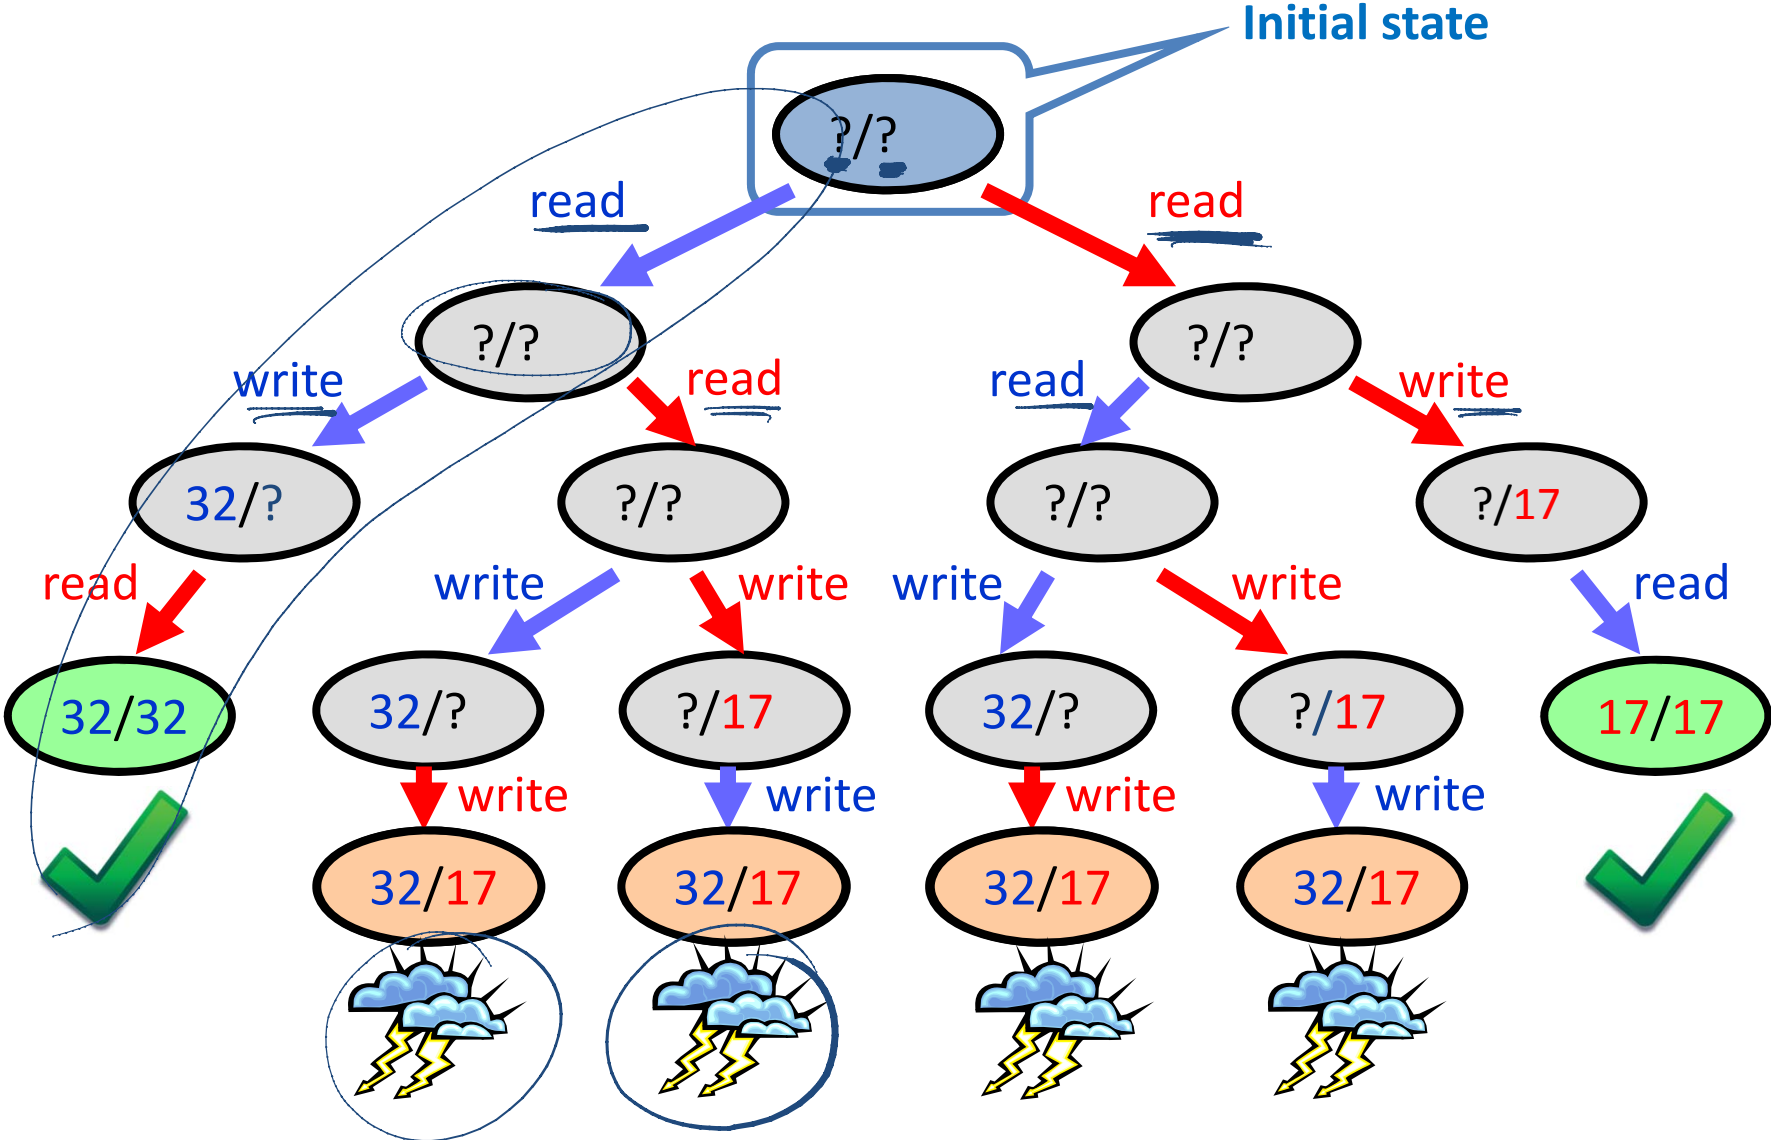 Initial state
?/?
read
read
?/?
?/?
write
read
read
write
32/?
?/?
?/?
?/17
read
write
write
write
write
read
32/32
32/?
?/17
32/?
?/17
17/17
write
write
write
write
32/17
32/17
32/17
32/17